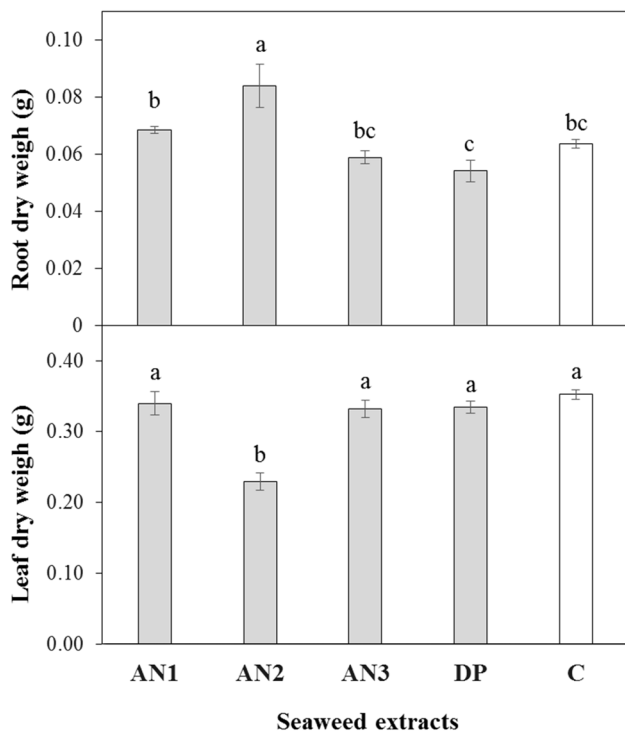 Root dry weigh (g)
0.10
0.08
0.06
0.04
0.02
0
b
a
bc
c
bc
Leaf dry weigh (g)
0.40
0.30
0.20
0.10
0.00
a
b
a
a
a
AN1 AN2 AN3 DP C
Seaweed extracts